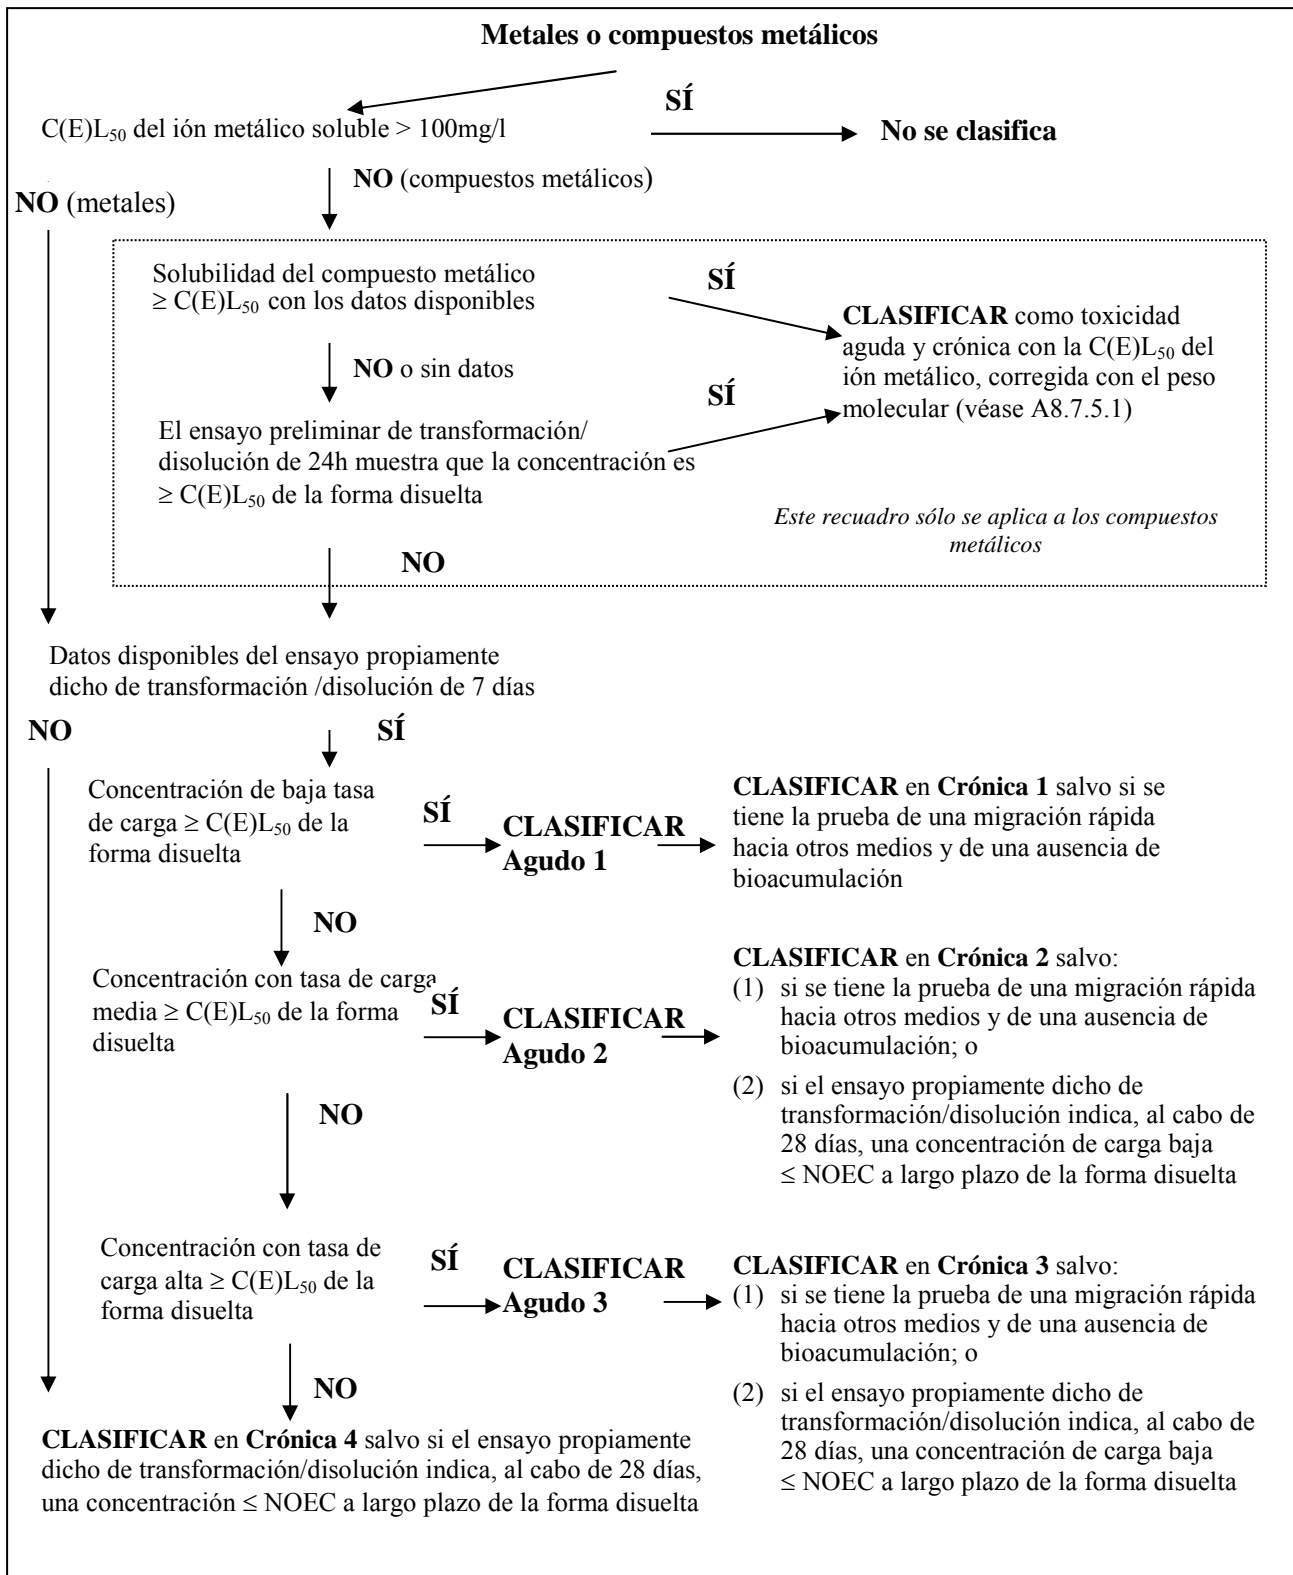 Metales o compuestos metálicos
C(E)L50 del ión metálico soluble > 100mg/l
SÍ
No se clasifica
NO (compuestos metálicos)
NO (metales)
Solubilidad del compuesto metálico
≥ C(E)L50 con los datos disponibles
SÍ
CLASIFICAR como toxicidad
aguda y crónica con la C(E)L50 del
ión metálico, corregida con el peso
molecular (véase A8.7.5.1)
NO o sin datos
SÍ
El ensayo preliminar de transformación/
disolución de 24h muestra que la concentración es
≥ C(E)L50 de la forma disuelta
Este recuadro sólo se aplica a los compuestos
metálicos
NO
Datos disponibles del ensayo propiamente
dicho de transformación /disolución de 7 días
NO
SÍ
Concentración de baja tasa
de carga ≥ C(E)L50 de la
forma disuelta
SÍ
CLASIFICAR
Agudo 1
CLASIFICAR en Crónica 1 salvo si se
tiene la prueba de una migración rápida
hacia otros medios y de una ausencia de
bioacumulación
NO
Concentración con tasa de carga
media ≥ C(E)L50 de la forma
disuelta
SÍ
CLASIFICAR
Agudo 2
CLASIFICAR en Crónica 2 salvo:
(1) si se tiene la prueba de una migración rápida
hacia otros medios y de una ausencia de
bioacumulación; o
(2) si el ensayo propiamente dicho de
transformación/disolución indica, al cabo de
28 días, una concentración de carga baja
≤ NOEC a largo plazo de la forma disuelta
NO
Concentración con tasa de
carga alta ≥ C(E)L50 de la
forma disuelta
SÍ
CLASIFICAR
Agudo 3
CLASIFICAR en Crónica 3 salvo:
(1) si se tiene la prueba de una migración rápida
hacia otros medios y de una ausencia de
bioacumulación; o
(2) si el ensayo propiamente dicho de
transformación/disolución indica, al cabo de
28 días, una concentración de carga baja
≤ NOEC a largo plazo de la forma disuelta
NO
CLASIFICAR en Crónica 4 salvo si el ensayo propiamente
dicho de transformación/disolución indica, al cabo de 28 días,
una concentración ≤ NOEC a largo plazo de la forma disuelta